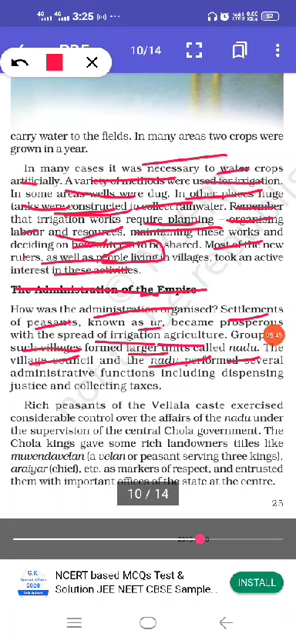 4G 4G 3:25
PDF 10/14
carry water to the fields. In many areas two crops were
grown in a year.
In many cases it was necessary to water crops
artificially. A variety of methods were used for irrigation.
In some areas wells were dug. In other places huge
tanks were constructed to collect rainwater. Remember
that irrigation works require planning – organising
labour and resources, maintaining these works and
deciding on how water is to be shared. Most of the new
rulers, as well as people living in villages, took an active
interest in these activities.
The Administration of the Empire
How was the administration organised? Settlements
of peasants, known as ur, became prosperous
with the spread of irrigation agriculture. Groups of
such villages formed larger units called nadu. The
village council and the nadu performed several
administrative functions including dispensing
justice and collecting taxes.
Rich peasants of the Vellala caste exercised
considerable control over the affairs of the nadu under
the supervision of the central Chola government. The
Chola kings gave some rich landowners titles like
muvendavelan (a velan or peasant serving three kings),
araiyar (chief), etc. as markers of respect, and entrusted
them with important offices of the state at the centre.
10 / 14
25
NCERT based MCQs Test &
Solution JEE NEET CBSE Sample...
INSTALL